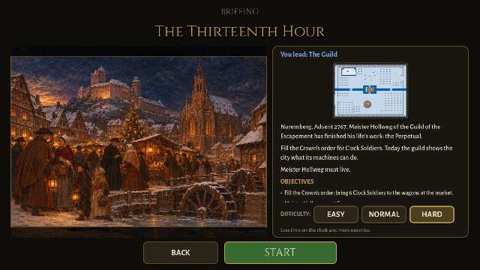 BRIEFING
The Thirteenth Hour
You lead: The Guild
Nuremberg, Advent 1767. Meister Hollweg of the Guild of the
Escapement has finished his life's work: the Perpetual.
Fill the Crown's order for Clock Soldiers. Today the guild shows the
city what its machines can do.
Meister Hollweg must live.
OBJECTIVES
• Fill the Crown's order: bring 6 Clock Soldiers to the wagons at the market.
DIFFICULTY: EASY NORMAL HARD
BACK START